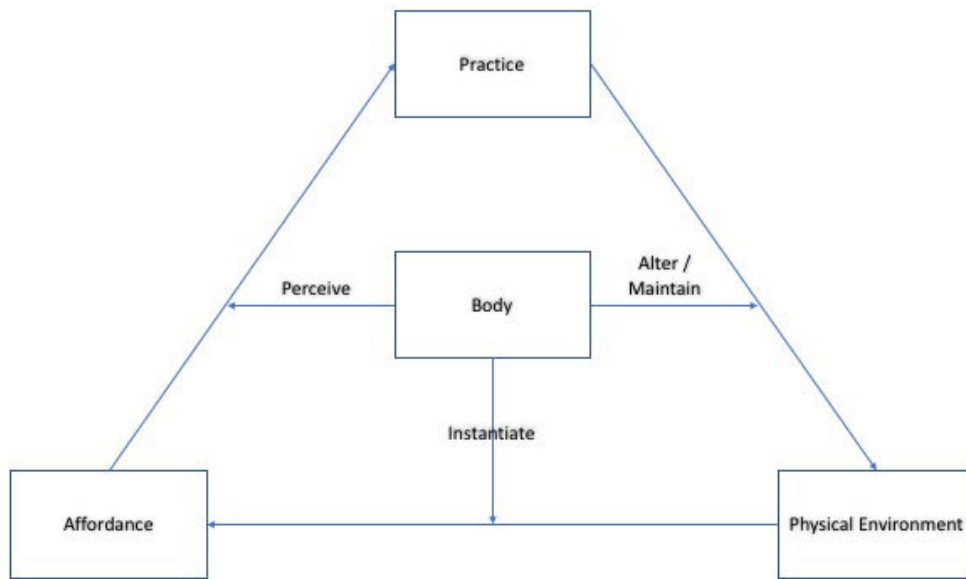 Practice
Alter /
Perceive
Maintain
Body
Instantiate
Affordance
Physical Environment